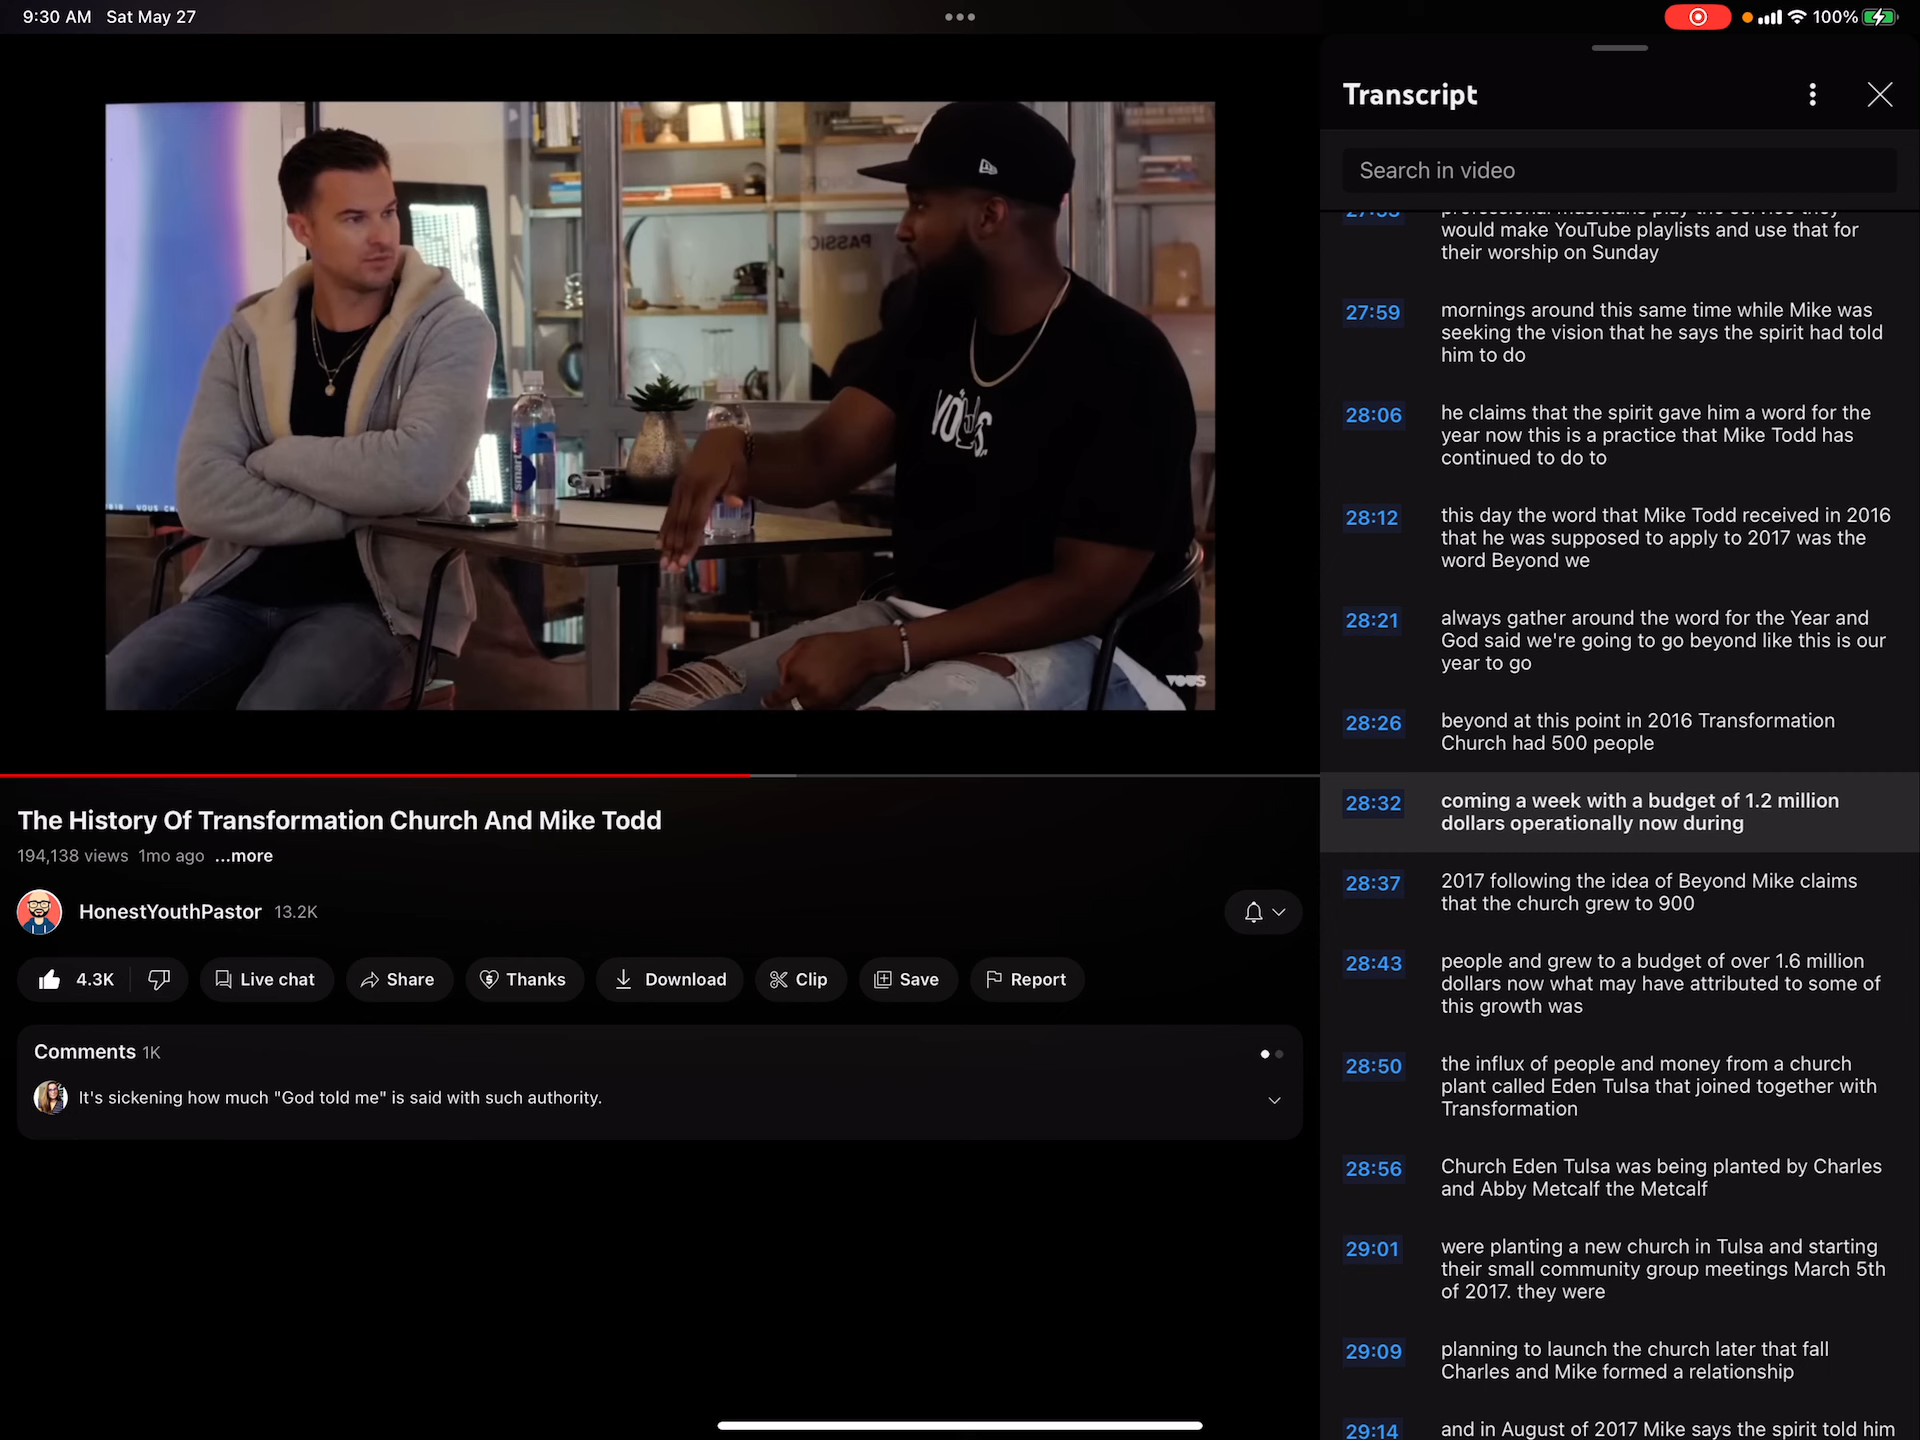 9:30 AM Sat May 27
100%
Transcript
Search in video
would make YouTube playlists and use that for
their worship on Sunday
27:59
mornings around this same time while Mike was
seeking the vision that he says the spirit had told
him to do
28:06
he claims that the spirit gave him a word for the
year now this is a practice that Mike Todd has
continued to do to
28:12
this day the word that Mike Todd received in 2016
that he was supposed to apply to 2017 was the
word Beyond we
28:21
always gather around the word for the Year and
God said we're going to go beyond like this is our
year to go
28:26
beyond at this point in 2016 Transformation
Church had 500 people
28:32
coming a week with a budget of 1.2 million
dollars operationally now during
28:37
2017 following the idea of Beyond Mike claims
that the church grew to 900
28:43
people and grew to a budget of over 1.6 million
dollars now what may have attributed to some of
this growth was
28:50
the influx of people and money from a church
plant called Eden Tulsa that joined together with
Transformation
28:56
Church Eden Tulsa was being planted by Charles
and Abby Metcalf the Metcalf
29:01
were planting a new church in Tulsa and starting
their small community group meetings March 5th
of 2017. they were
29:09
planning to launch the church later that fall
Charles and Mike formed a relationship
29:14
and in August of 2017 Mike says the spirit told him
PASSION
smart
VOUS
The History Of Transformation Church And Mike Todd
194,138 views 1mo ago ...more
HonestYouthPastor 13.2K
4.3K
Live chat
Share
Thanks
Download
Clip
Save
Report
Comments 1K
It's sickening how much "God told me" is said with such authority.